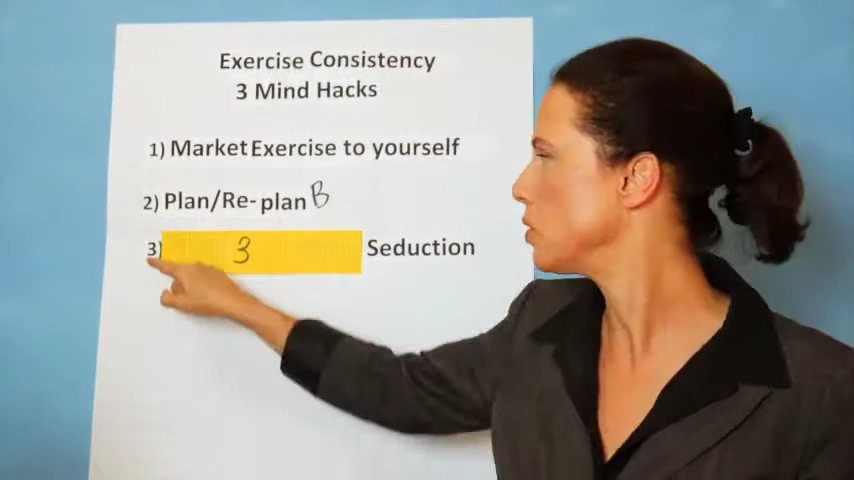 Exercise Consistency
3 Mind Hacks
1) Market Exercise to yourself
2) Plan/Re-plan B
3) 3 Seduction